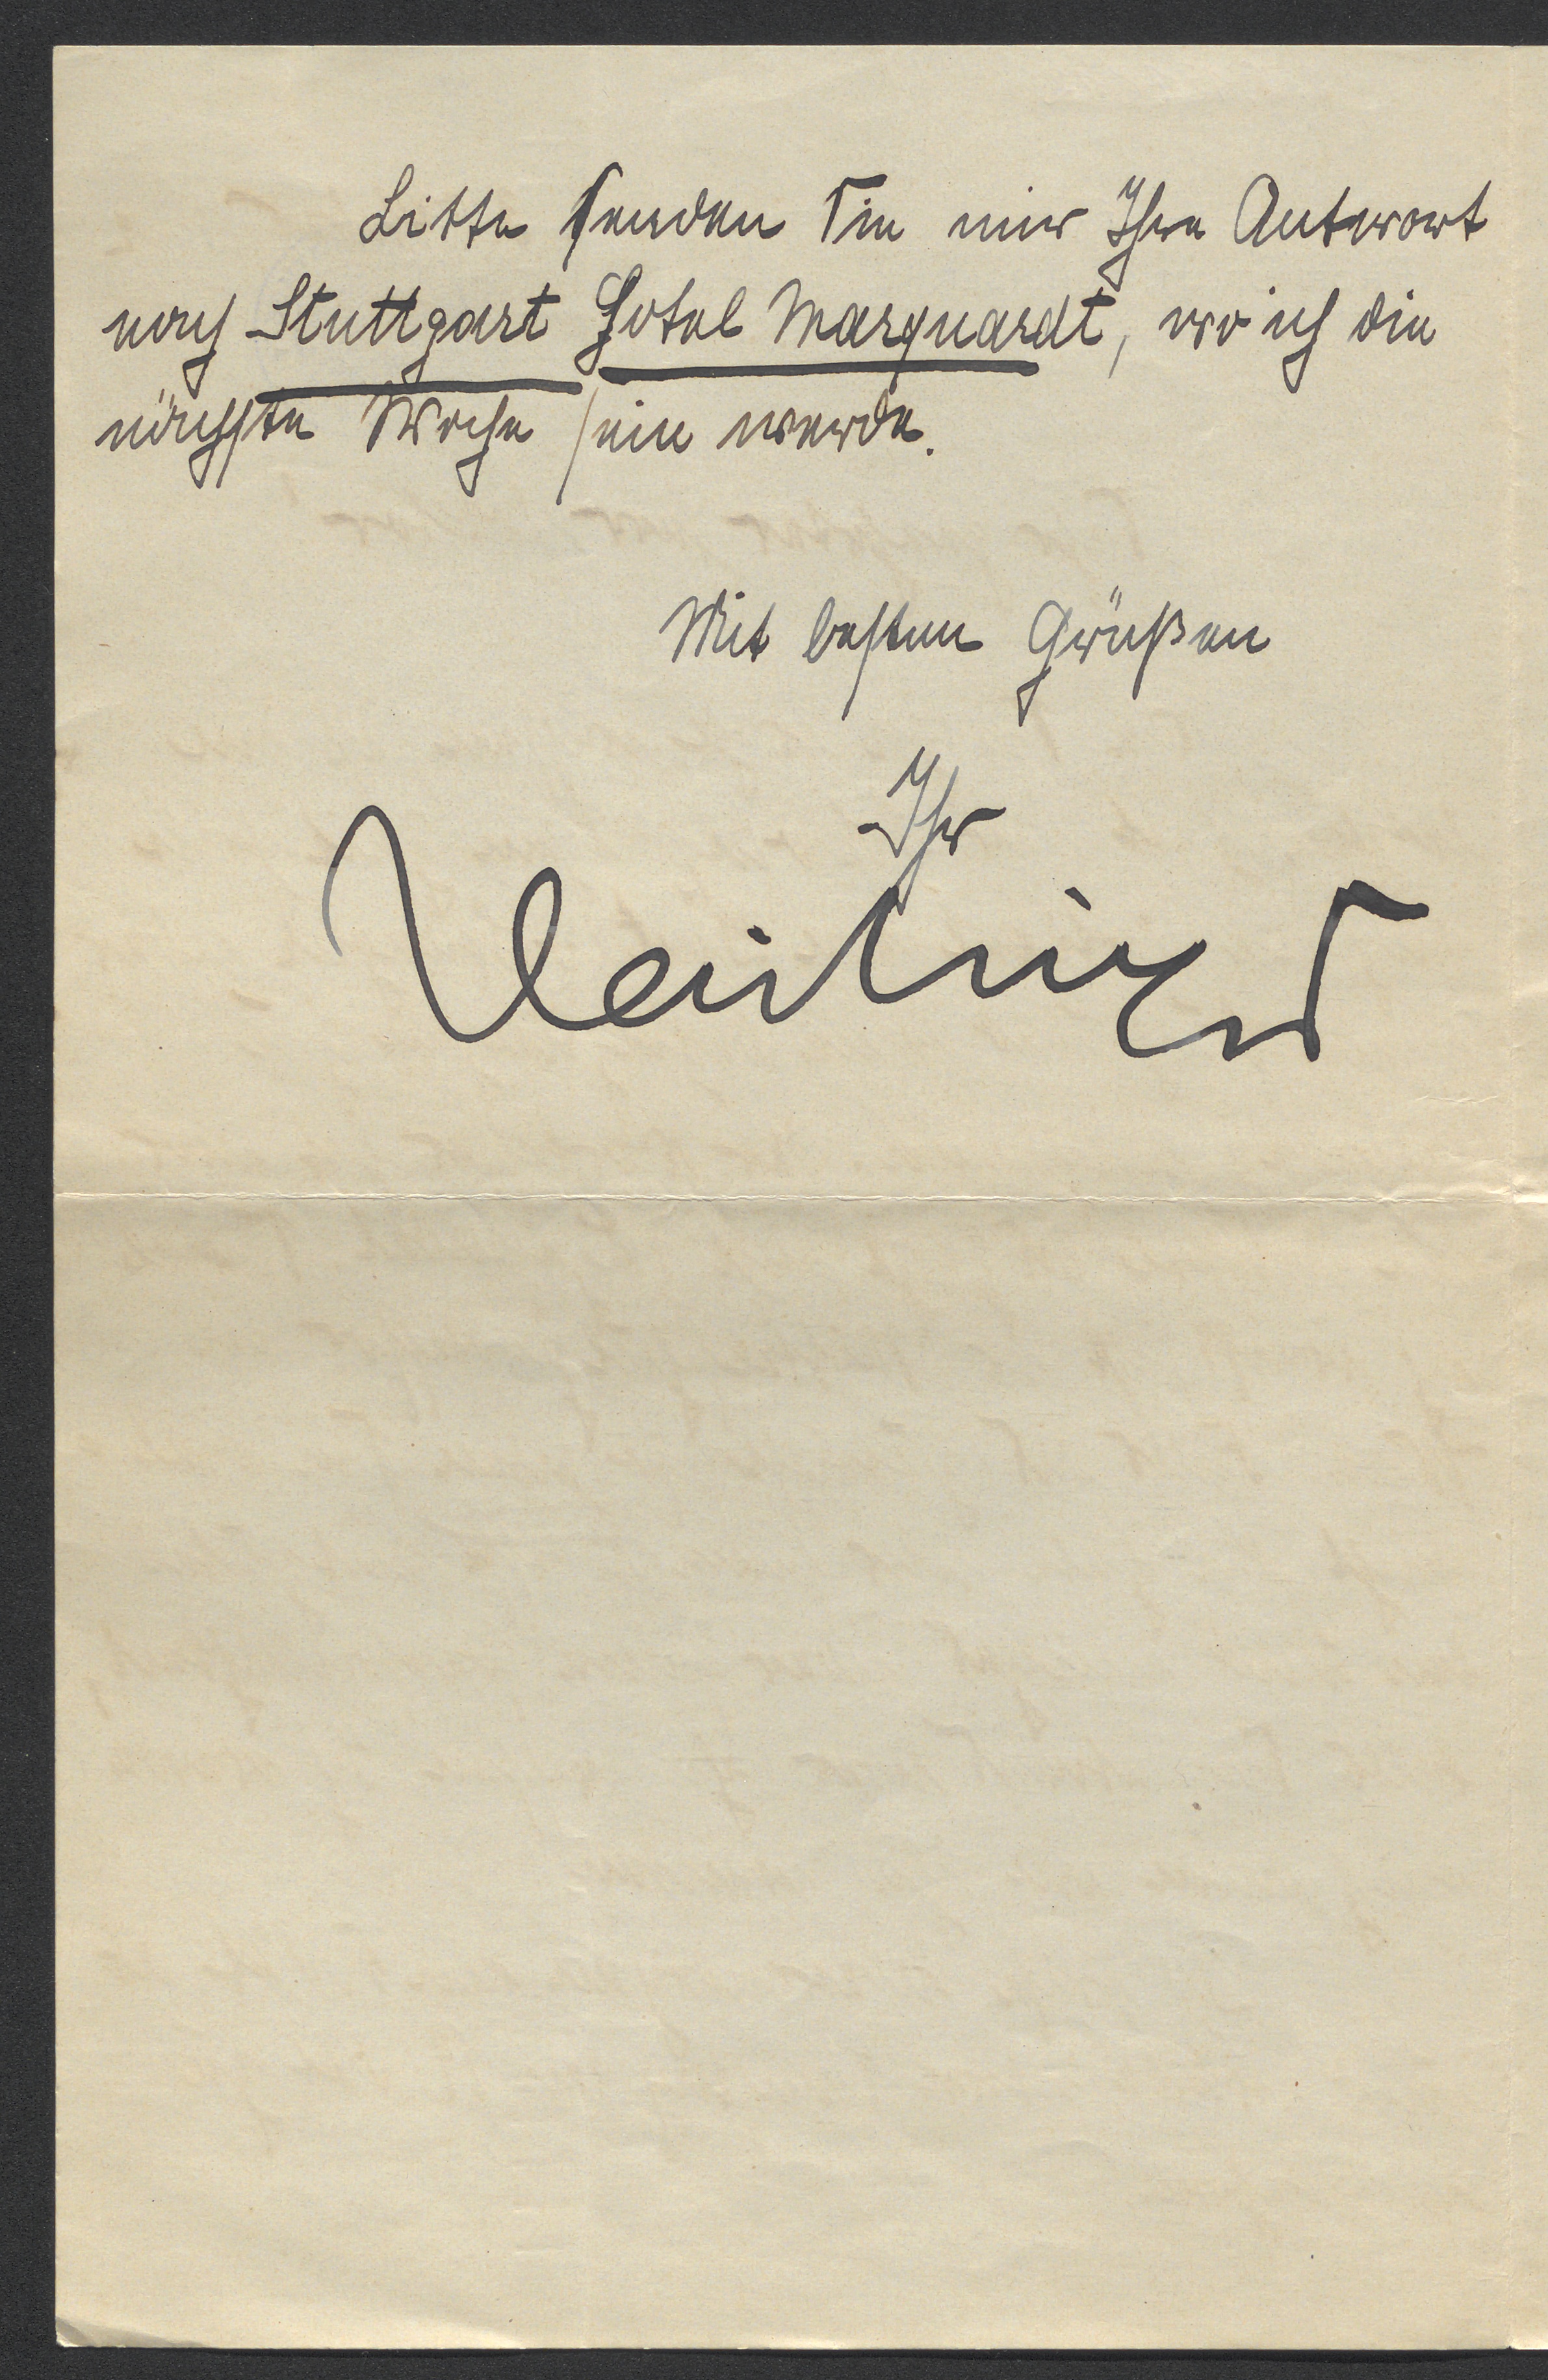 Bitte senden Sie mir Ihre Antwort
nach Stuttgart Hotel Marquardt, wo ich die
nächste Woche sein werde.
Mit besten Grüßen
Ihr